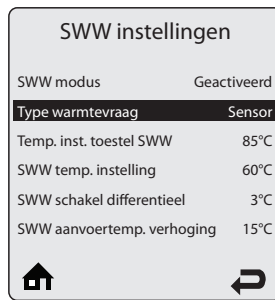 SWW instellingen
SWW modus Geactiveerd
Type warmtevraag Sensor
Temp. inst. toestel SWW 85°C
SWW temp. instelling 60°C
SWW schakel differentieel 3°C
SWW aanvoertemp. verhoging 15°C